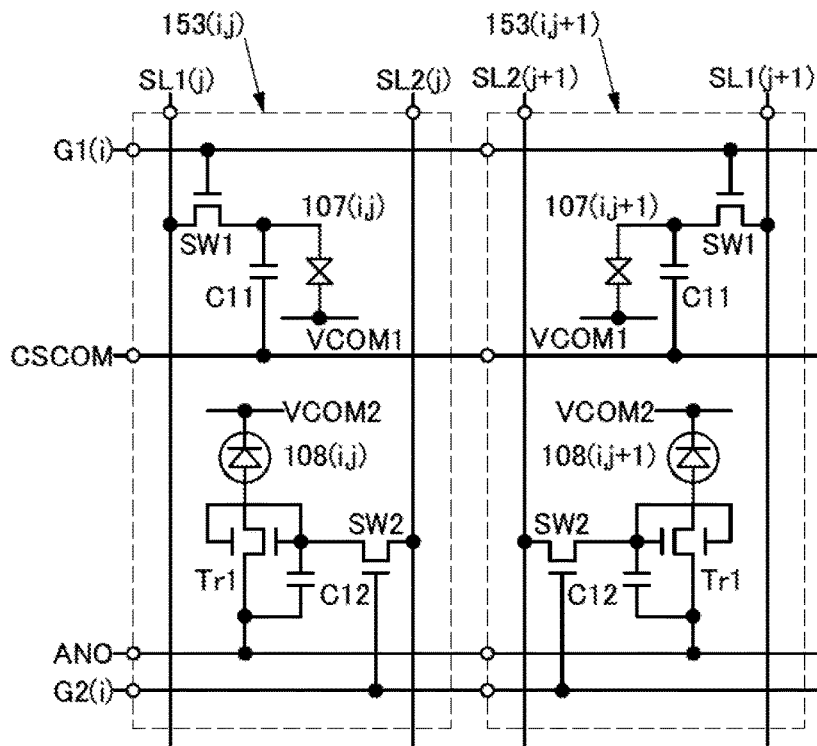 153(i,j) 153(i,j+1)
SL1(j) SL2(j) SL2(j+1) SL1(j+1)
G1(i)
107(i,j) 107(i,j+1)
SW1 SW1
C11 C11
VCOM1 VCOM1
CSCOM
VCOM2 VCOM2
108(i,j) 108(i,j+1)
SW2 SW2
Tr1 C12 C12 Tr1
ANO
G2(i)